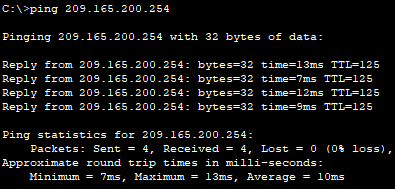 C:\>ping 209.165.200.254
Pinging 209.165.200.254 with 32 bytes of data:
Reply from 209.165.200.254: bytes=32 time=13ms TTL=125
Reply from 209.165.200.254: bytes=32 time=7ms TTL=125
Reply from 209.165.200.254: bytes=32 time=12ms TTL=125
Reply from 209.165.200.254: bytes=32 time=9ms TTL=125
Ping statistics for 209.165.200.254:
    Packets: Sent = 4, Received = 4, Lost = 0 (0% loss),
Approximate round trip times in milli-seconds:
    Minimum = 7ms, Maximum = 13ms, Average = 10ms